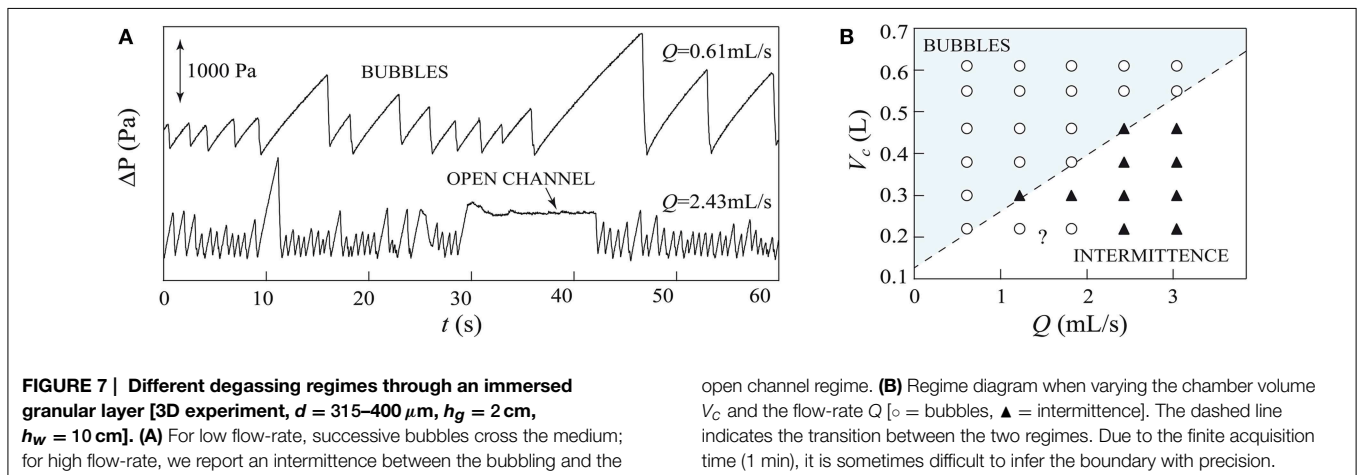 A
1000 Pa
BUBBLES
Q=0.61mL/s
OPEN CHANNEL
Q=2.43mL/s
ΔP (Pa)
0 10 20 30 40 50 60
t (s)
B
BUBBLES
0.7
0.6
0.5
0.4
0.3
0.2
0.1
V_c (L)
?
INTERMITTENCE
0 1 2 3
Q (mL/s)
FIGURE 7 | Different degassing regimes through an immersed
granular layer [3D experiment, d = 315–400 μm, h_g = 2 cm,
h_w = 10 cm]. (A) For low flow-rate, successive bubbles cross the medium;
for high flow-rate, we report an intermittence between the bubbling and the
open channel regime. (B) Regime diagram when varying the chamber volume
V_C and the flow-rate Q [○ = bubbles, ▲ = intermittence]. The dashed line
indicates the transition between the two regimes. Due to the finite acquisition
time (1 min), it is sometimes difficult to infer the boundary with precision.